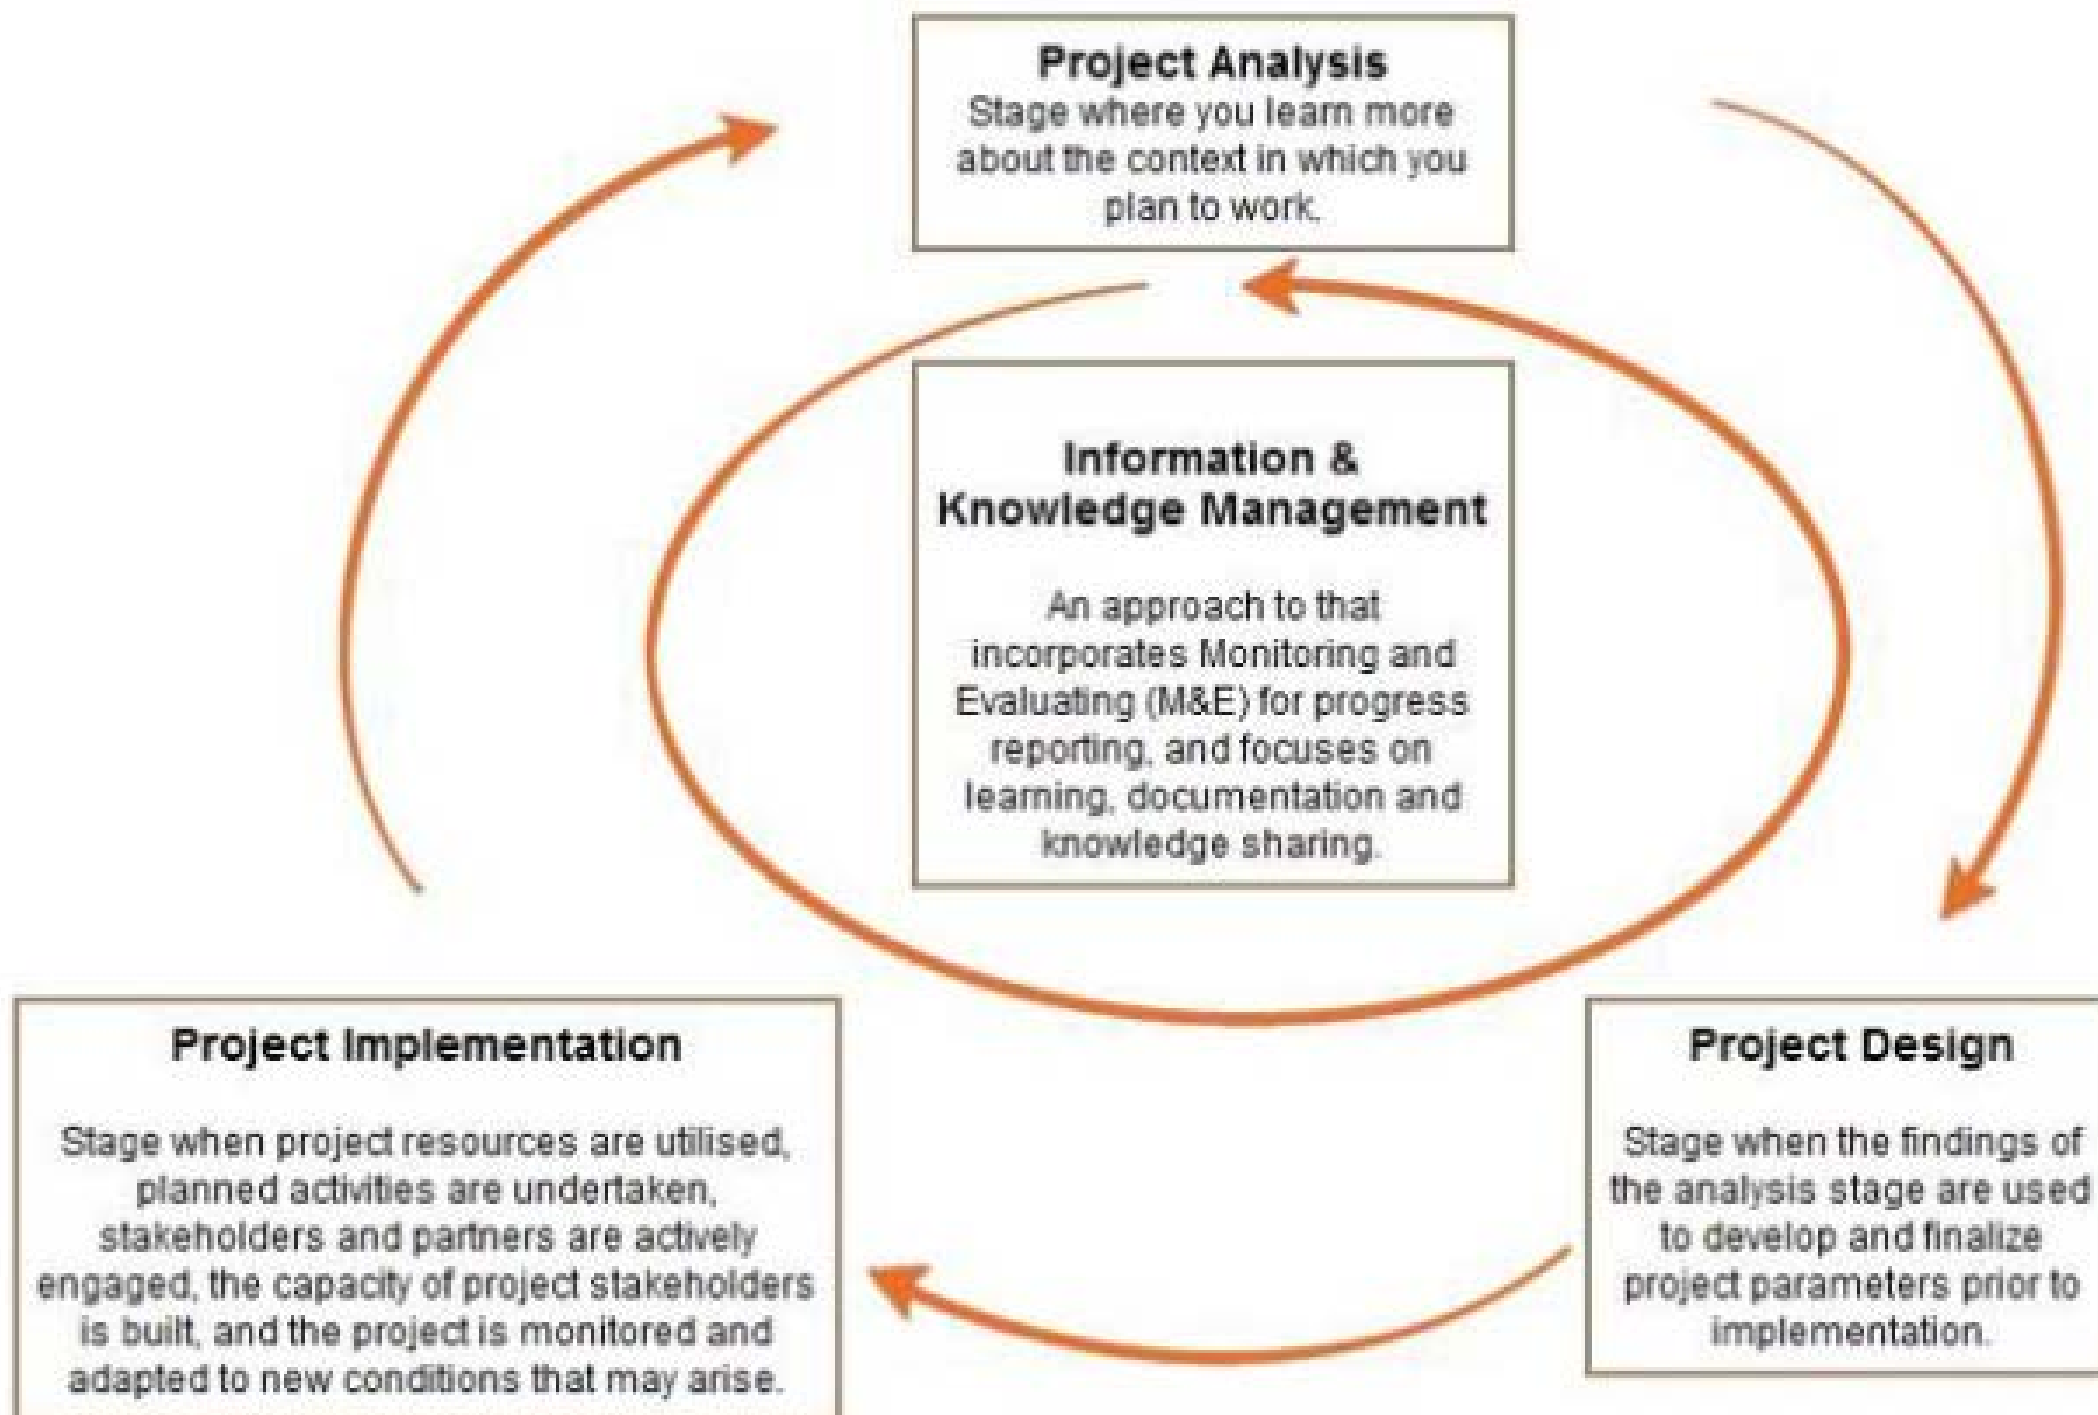 Project Analysis
Stage where you learn more
about the context in which you
plan to work.
Information &
Knowledge Management
An approach to that
incorporates Monitoring and
Evaluating (M&E) for progress
reporting, and focuses on
learning, documentation and
knowledge sharing.
Project Implementation
Stage when project resources are utilised,
planned activities are undertaken,
stakeholders and partners are actively
engaged, the capacity of project stakeholders
is built, and the project is monitored and
adapted to new conditions that may arise.
Project Design
Stage when the findings of
the analysis stage are used
to develop and finalize
project parameters prior to
implementation.